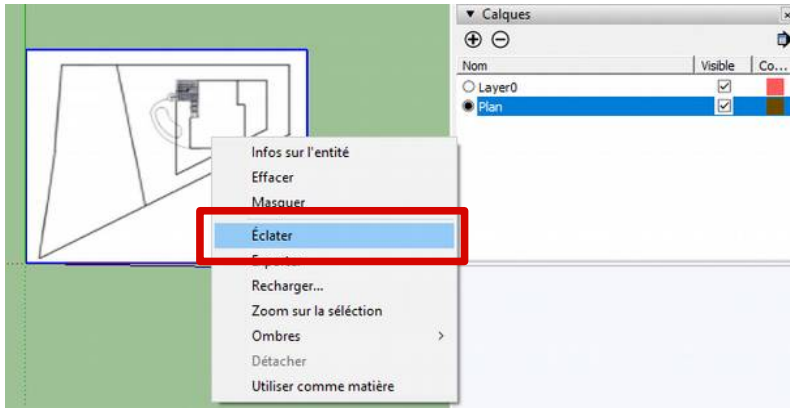 Calques
Nom Visible Co...
Layer0
Plan
Infos sur l'entité
Effacer
Masquer
Éclater
Exporter
Recharger...
Zoom sur la séléction
Ombres
Détacher
Utiliser comme matière